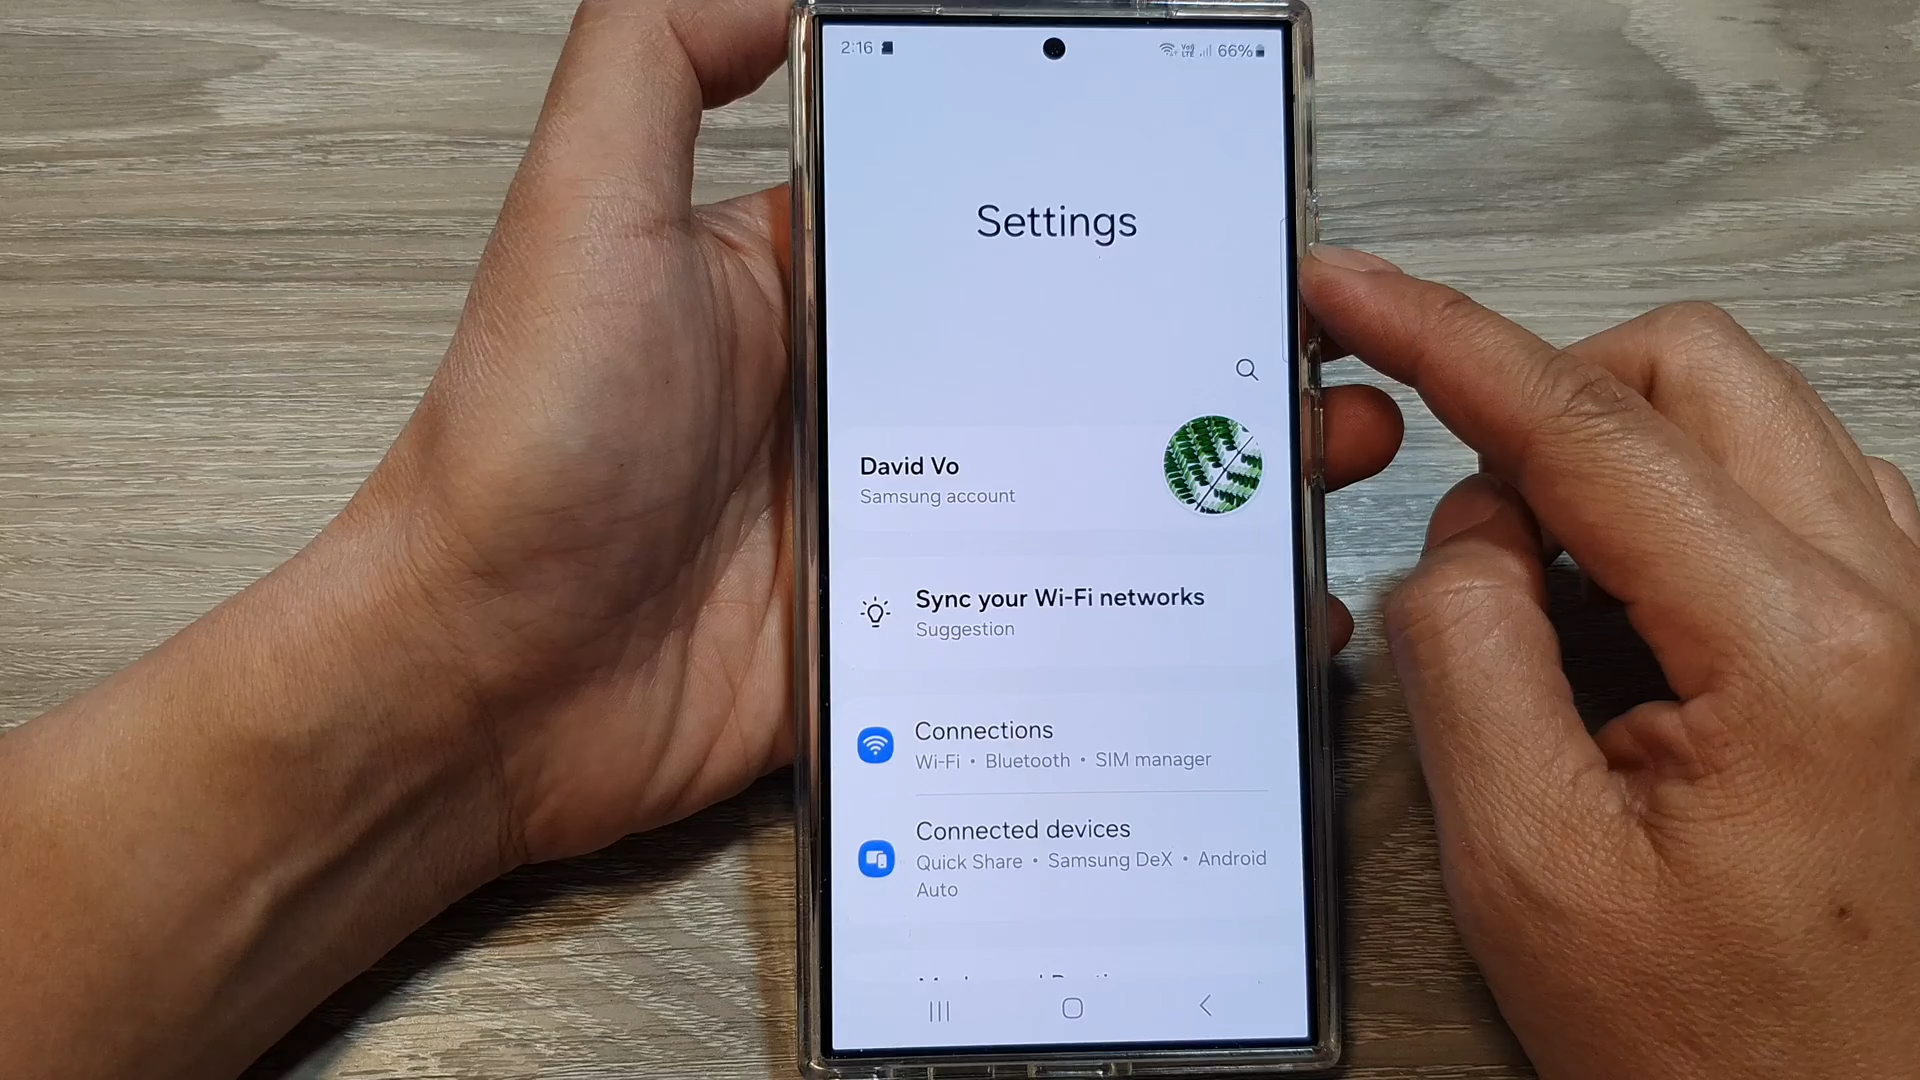 2:16 66%
Settings
David Vo
Samsung account
Sync your Wi-Fi networks
Suggestion
Connections
Wi-Fi • Bluetooth • SIM manager
Connected devices
Quick Share • Samsung DeX • Android
Auto